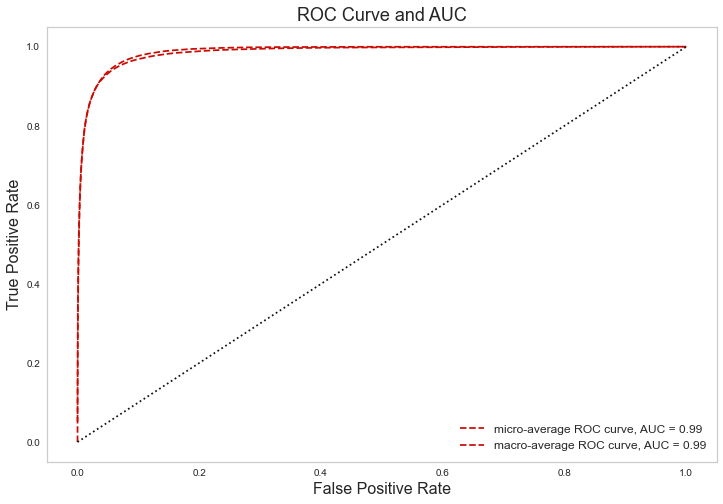 ROC Curve and AUC
1.0
0.8
0.6
0.4
0.2
0.0
True Positive Rate
micro-average ROC curve, AUC = 0.99
macro-average ROC curve, AUC = 0.99
0.0 0.2 0.4 0.6 0.8 1.0
False Positive Rate